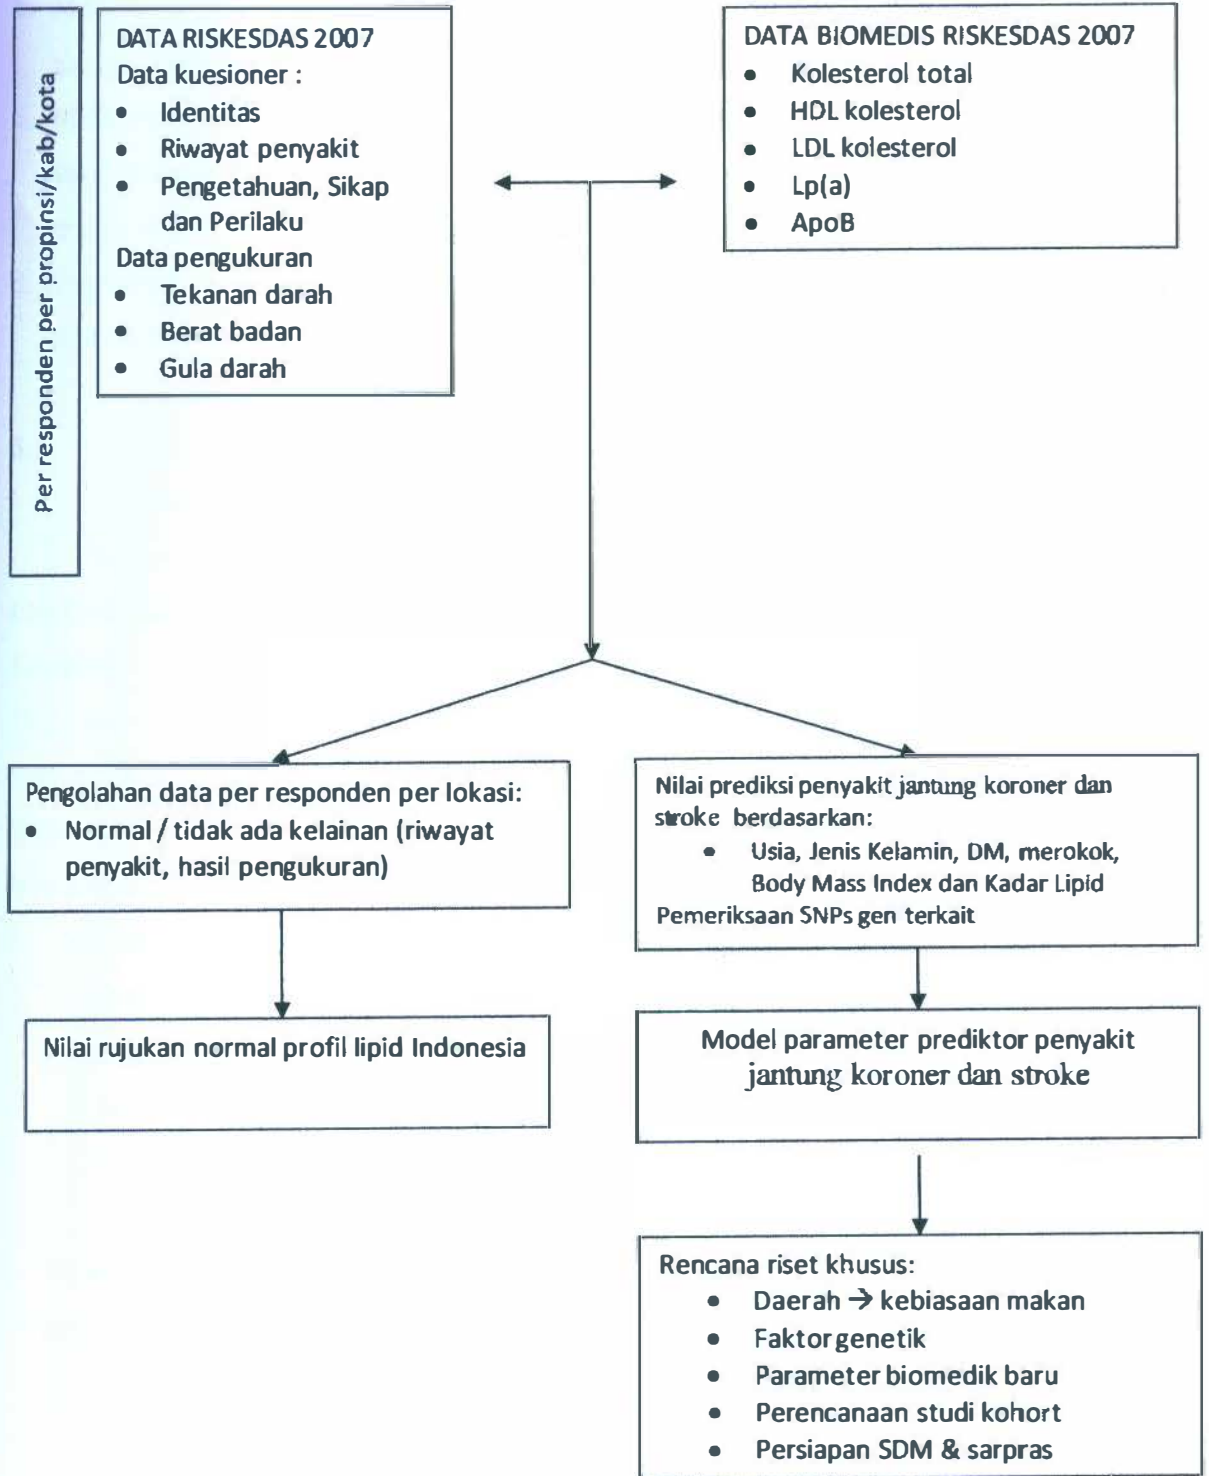 Per responden per propinsi/kab/kota
DATA RISKESDAS 2007
Data kuesioner :
• Identitas
• Riwayat penyakit
• Pengetahuan, Sikap
dan Perilaku
Data pengukuran
• Tekanan darah
• Berat badan
• Gula darah
DATA BIOMEDIS RISKESDAS 2007
• Kolesterol total
• HDL kolesterol
• LDL kolesterol
• Lp(a)
• ApoB
Pengolahan data per responden per lokasi:
• Normal / tidak ada kelainan (riwayat
penyakit, hasil pengukuran)
Nilai rujukan normal profil lipid Indonesia
Nilai prediksi penyakit jantung koroner dan
stroke berdasarkan:
• Usia, Jenis Kelamin, DM, merokok,
Body Mass Index dan Kadar Lipid
Pemeriksaan SNPs gen terkait
Model parameter prediktor penyakit
jantung koroner dan stroke
Rencana riset khusus:
• Daerah → kebiasaan makan
• Faktor genetik
• Parameter biomedik baru
• Perencanaan studi kohort
• Persiapan SDM & sarpras